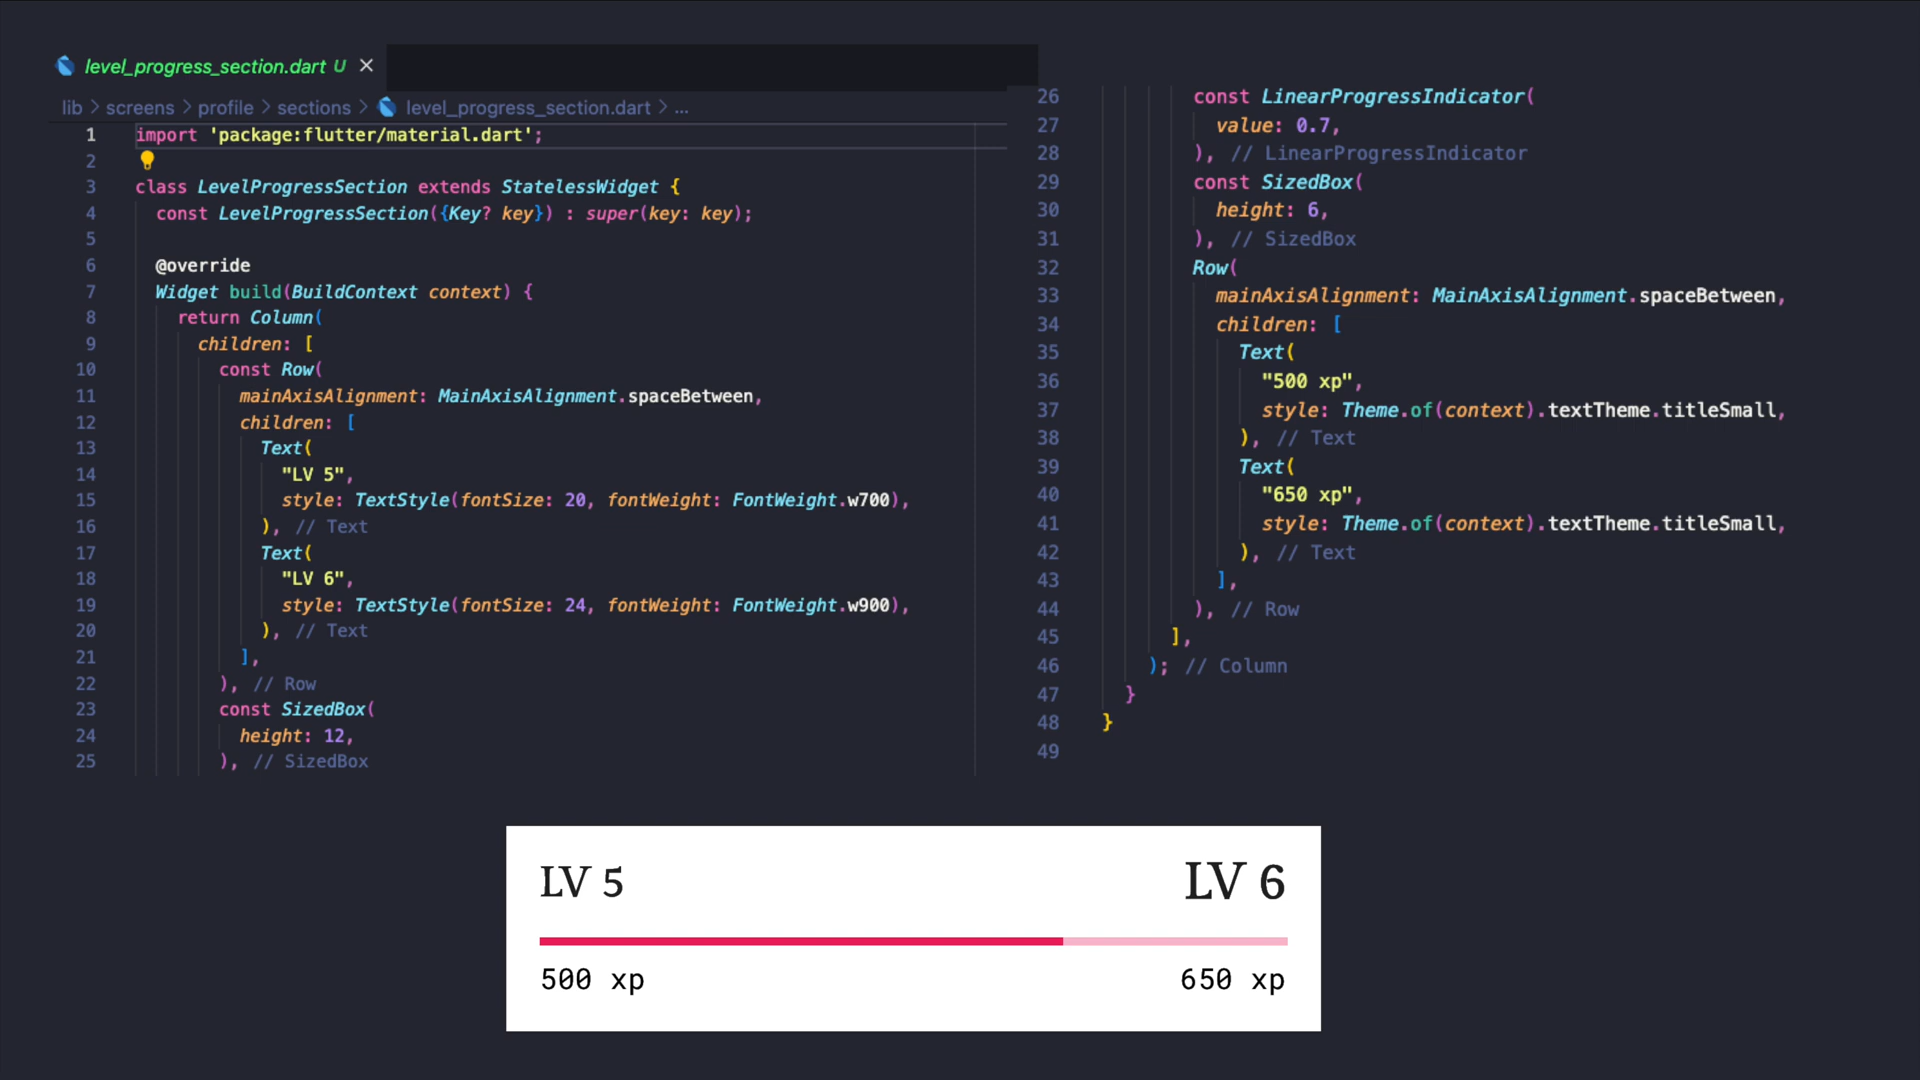 level_progress_section.dart U ×
lib > screens > profile > sections > level_progress_section.dart > ...
1 import 'package:flutter/material.dart';
2
3 class LevelProgressSection extends StatelessWidget {
4 const LevelProgressSection({Key? key}) : super(key: key);
5
6 @override
7 Widget build(BuildContext context) {
8 return Column(
9 children: [
10 const Row(
11 mainAxisAlignment: MainAxisAlignment.spaceBetween,
12 children: [
13 Text(
14 "LV 5",
15 style: TextStyle(fontSize: 20, fontWeight: FontWeight.w700),
16 ), // Text
17 Text(
18 "LV 6",
19 style: TextStyle(fontSize: 24, fontWeight: FontWeight.w900),
20 ), // Text
21 ],
22 ), // Row
23 const SizedBox(
24 height: 12,
25 ), // SizedBox
26 const LinearProgressIndicator(
27 value: 0.7,
28 ), // LinearProgressIndicator
29 const SizedBox(
30 height: 6,
31 ), // SizedBox
32 Row(
33 mainAxisAlignment: MainAxisAlignment.spaceBetween,
34 children: [
35 Text(
36 "500 xp",
37 style: Theme.of(context).textTheme.titleSmall,
38 ), // Text
39 Text(
40 "650 xp",
41 style: Theme.of(context).textTheme.titleSmall,
42 ), // Text
43 ],
44 ), // Row
45 ],
46 ); // Column
47 }
48 }
49
LV 5 LV 6
500 xp 650 xp